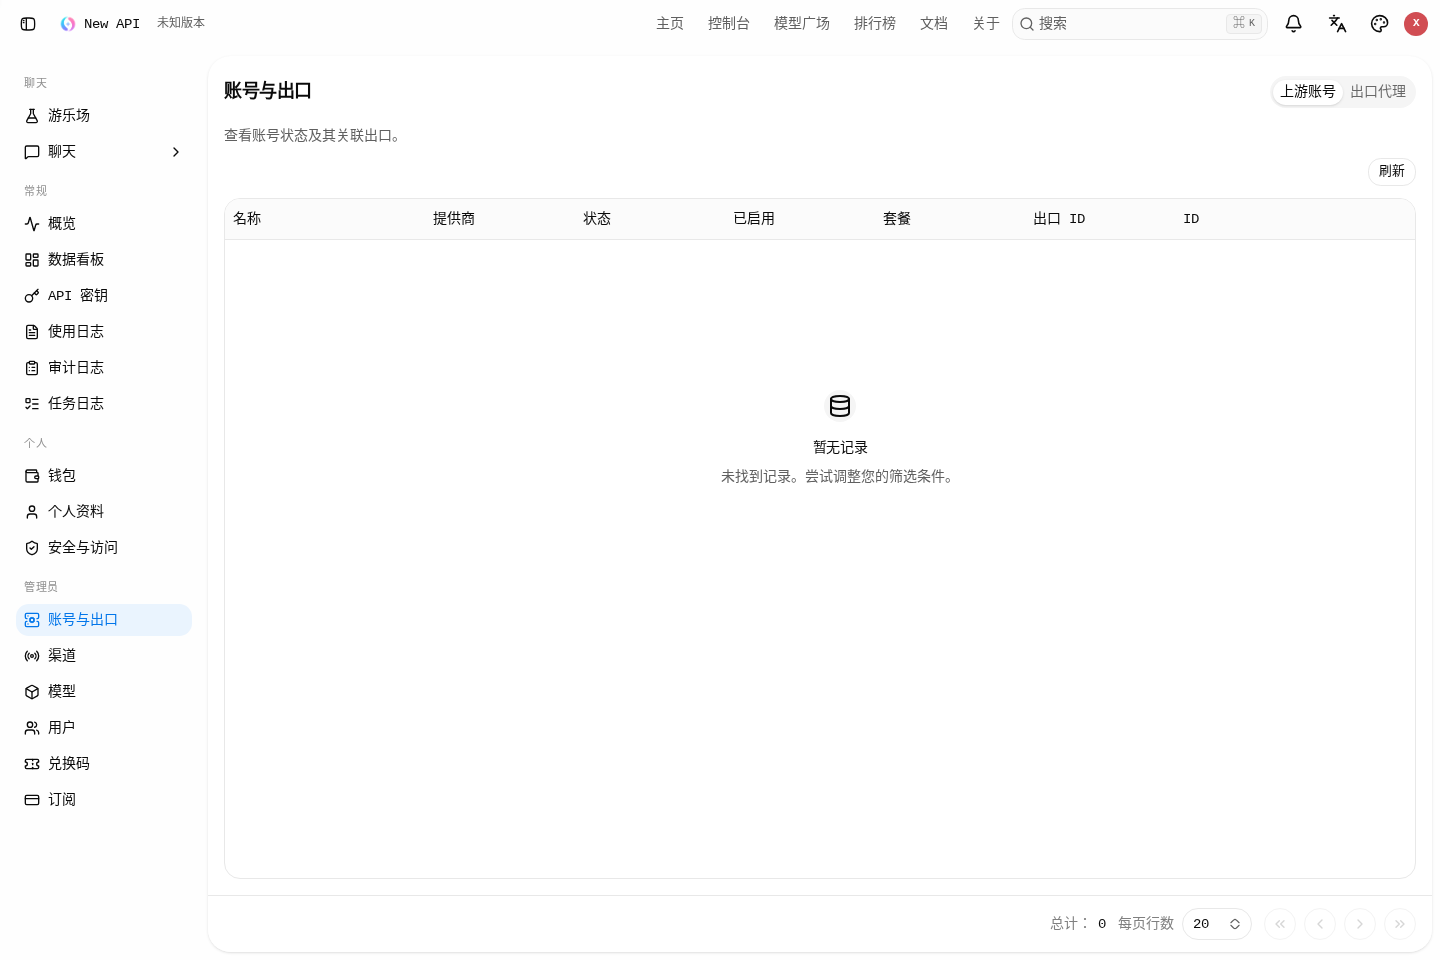 New API 未知版本 主页 控制台 模型广场 排行榜 文档 关于 搜索 ⌘ K X
聊天
游乐场
聊天
常规
概览
数据看板
API 密钥
使用日志
审计日志
任务日志
个人
钱包
个人资料
安全与访问
管理员
账号与出口
渠道
模型
用户
兑换码
订阅
账号与出口
上游账号 出口代理
查看账号状态及其关联出口。
刷新
名称 提供商 状态 已启用 套餐 出口 ID ID
暂无记录
未找到记录。尝试调整您的筛选条件。
总计： 0 每页行数 20